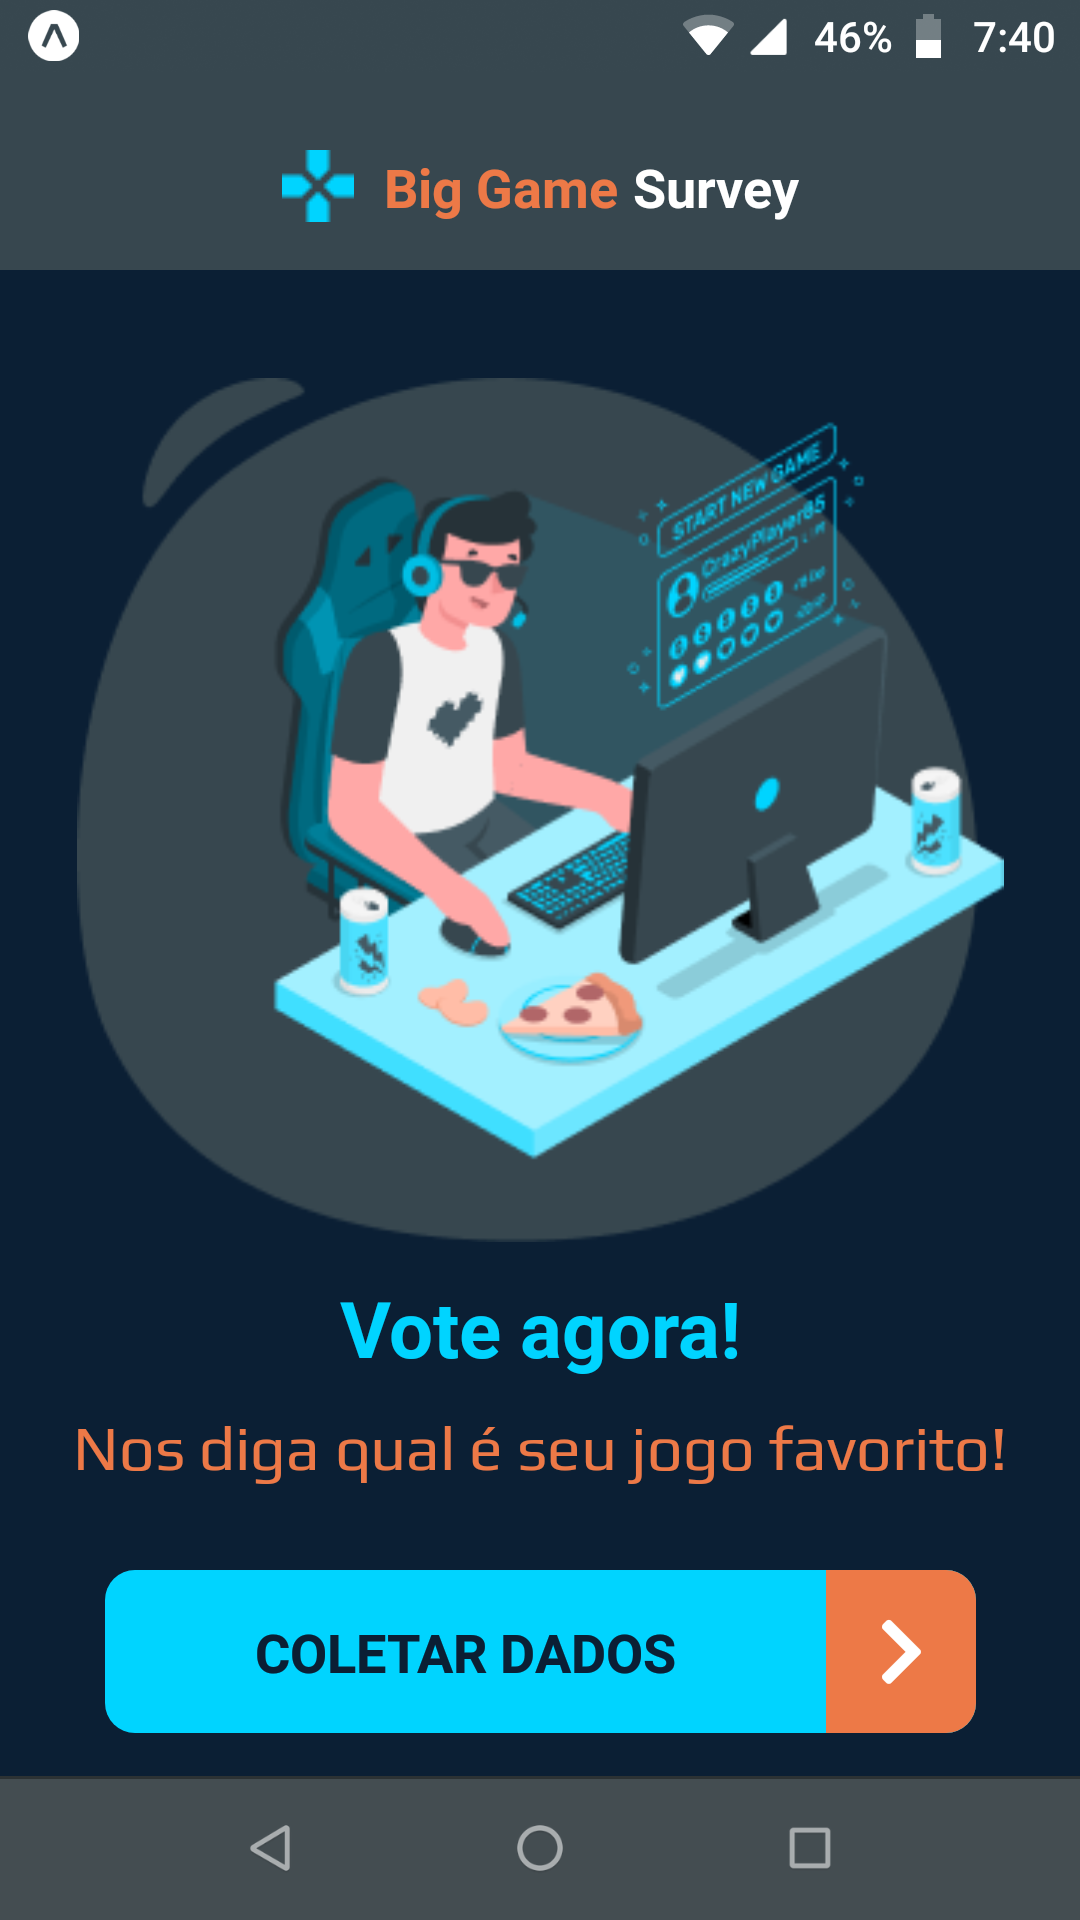 46% 7:40
Big Game Survey
START NEW GAME
CrazyPlayer85
Vote agora!
Nos diga qual é seu jogo favorito!
COLETAR DADOS